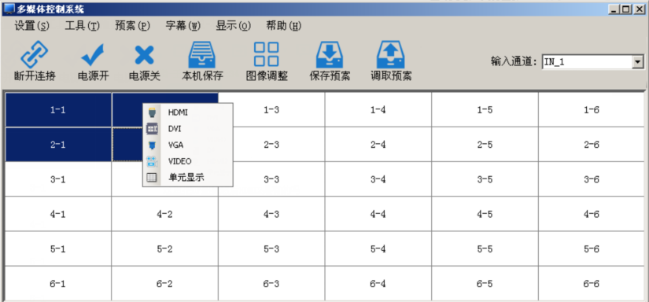 多媒体控制系统
设置(S) 工具(T) 预案(P) 字幕(W) 显示(O) 帮助(H)
断开连接 电源开 电源关 本机保存 图像调整 保存预案 调取预案 输入通道: IN_1
1-1 1-3 1-4 1-5 1-6
HDMI
DVI
2-1 2-3 2-4 2-5 2-6
VGA
VIDEO
单元显示
3-1 3-3 3-4 3-5 3-6
4-1 4-2 4-3 4-4 4-5 4-6
5-1 5-2 5-3 5-4 5-5 5-6
6-1 6-2 6-3 6-4 6-5 6-6